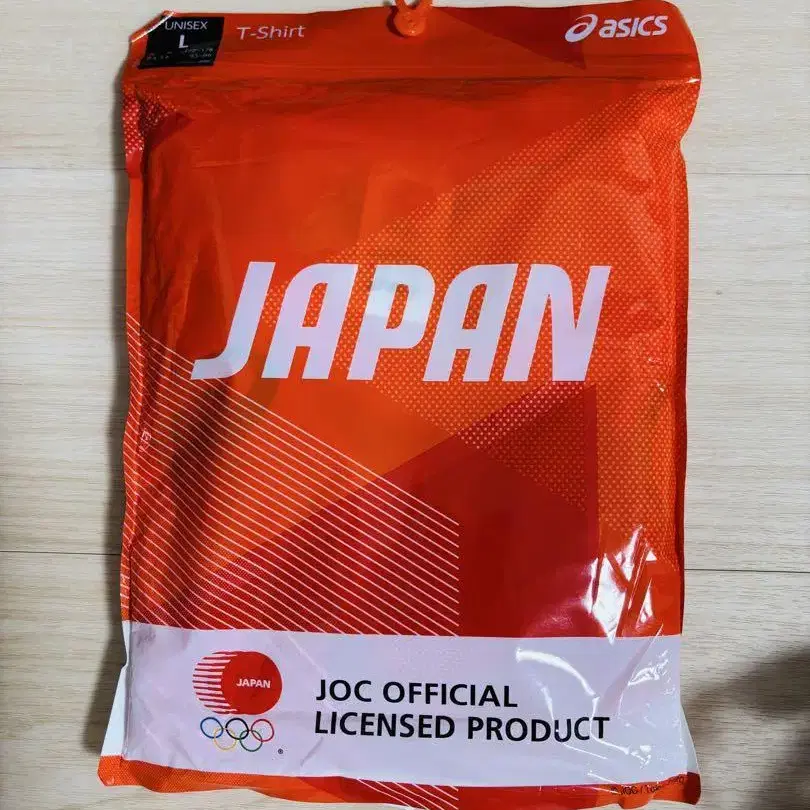 UNISEX
L
T-Shirt
asics
JAPAN
JAPAN
JOC OFFICIAL
LICENSED PRODUCT
®